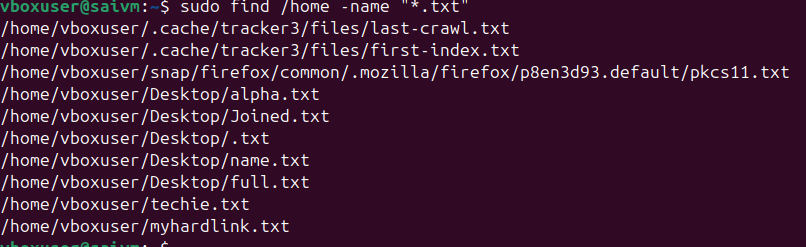 vboxuser@saivm:~$ sudo find /home -name "*.txt"
/home/vboxuser/.cache/tracker3/files/last-crawl.txt
/home/vboxuser/.cache/tracker3/files/first-index.txt
/home/vboxuser/snap/firefox/common/.mozilla/firefox/p8en3d93.default/pkcs11.txt
/home/vboxuser/Desktop/alpha.txt
/home/vboxuser/Desktop/Joined.txt
/home/vboxuser/Desktop/.txt
/home/vboxuser/Desktop/name.txt
/home/vboxuser/Desktop/full.txt
/home/vboxuser/techie.txt
/home/vboxuser/myhardlink.txt
vboxuser@saivm:~$